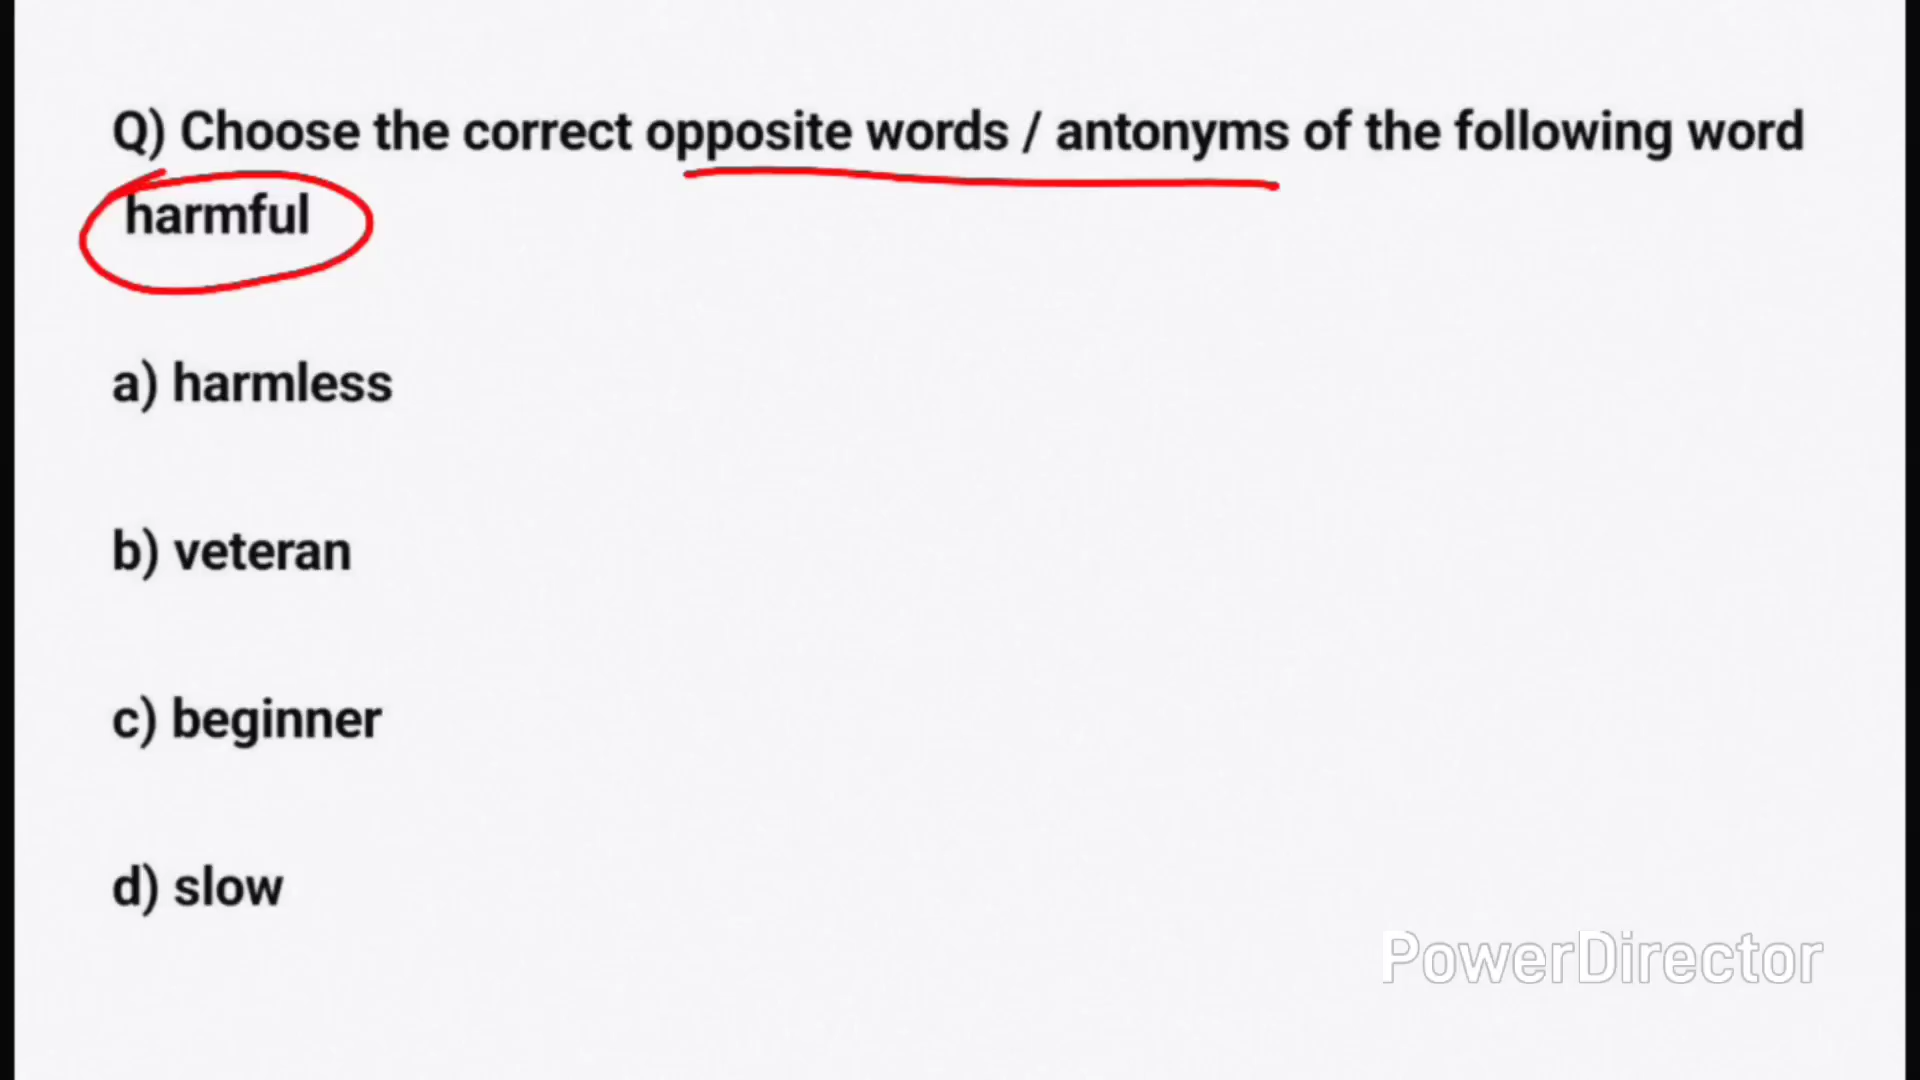 Q) Choose the correct opposite words / antonyms of the following word
harmful
a) harmless
b) veteran
c) beginner
d) slow
PowerDirector